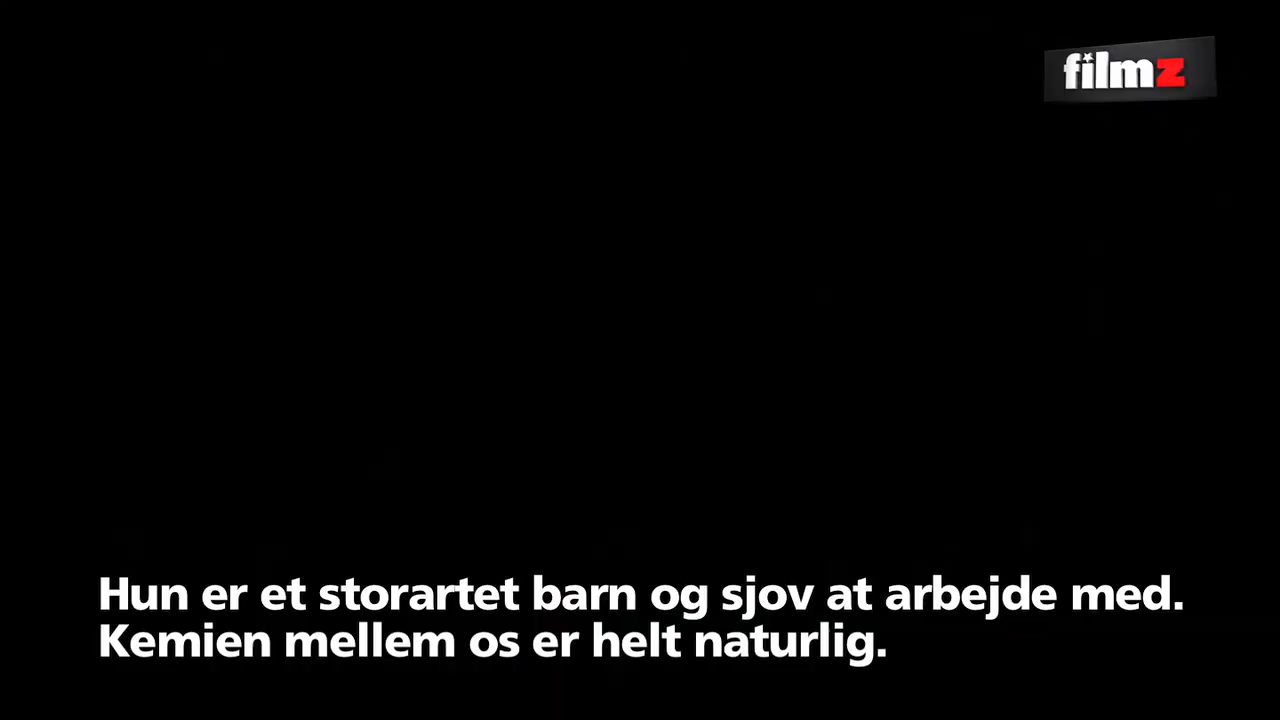 filmz
Hun er et storartet barn og sjov at arbejde med.
Kemien mellem os er helt naturlig.